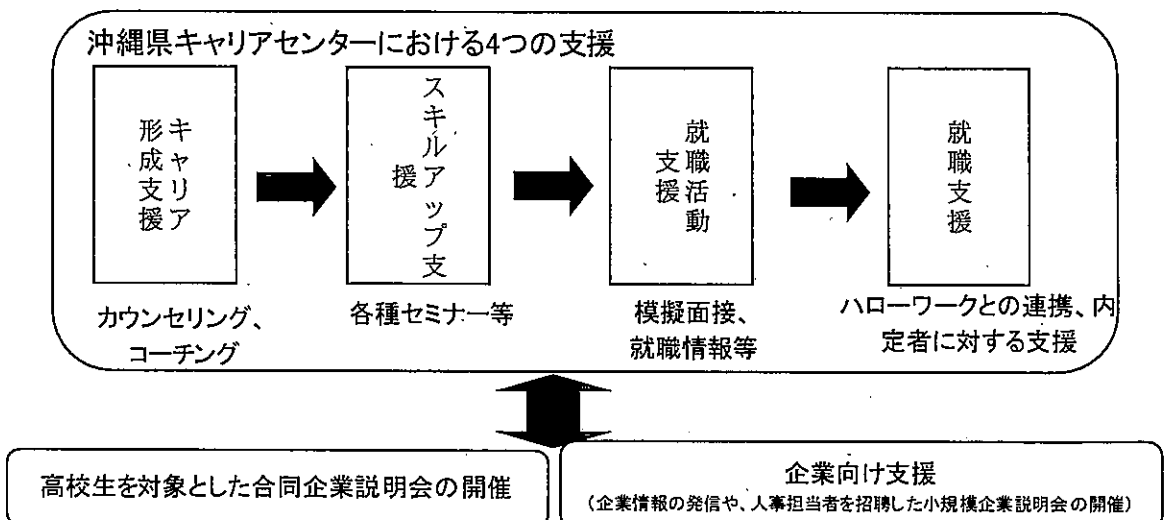 沖縄県キャリアセンターにおける4つの支援
キャリア
形成支援
スキルアップ支
援
就職活動
支援
就職支援
カウンセリング、
コーチング
各種セミナー等
模擬面接、
就職情報等
ハローワークとの連携、内
定者に対する支援
高校生を対象とした合同企業説明会の開催
企業向け支援
(企業情報の発信や、人事担当者を招聘した小規模企業説明会の開催)